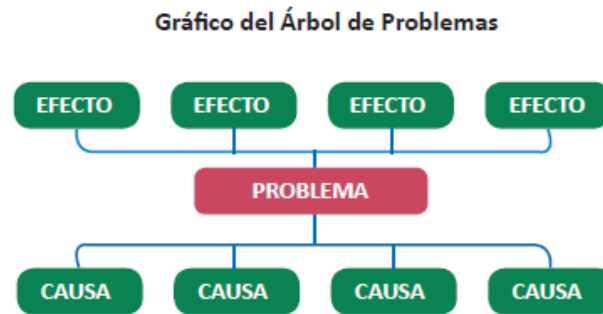 Gráfico del Árbol de Problemas
EFECTO EFECTO EFECTO EFECTO
PROBLEMA
CAUSA CAUSA CAUSA CAUSA